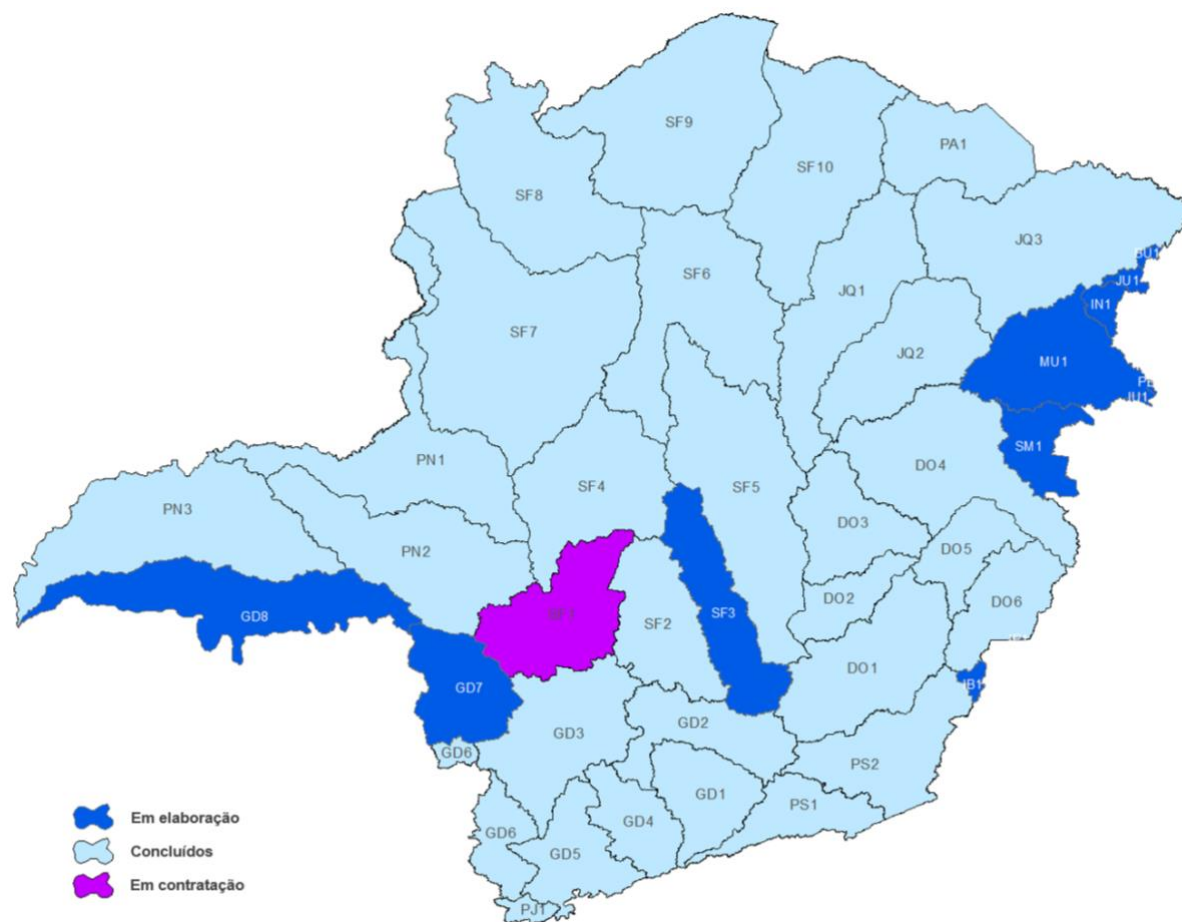 SF9
PA1
SF10
SF8
JQ3
BU1
SF6
JU1
JQ1
IN1
SF7
JQ2
MU1
JU1
SM1
PN1
DO4
SF4
SF5
PN3
DO3
PN2
DO5
DO2
DO6
GD8
SF3
SF2
DO1
GD7
IB1
GD2
GD3
GD6
PS2
GD1
PS1
Em elaboração
GD6
GD4
Concluídos
GD5
Em contratação
PJ1